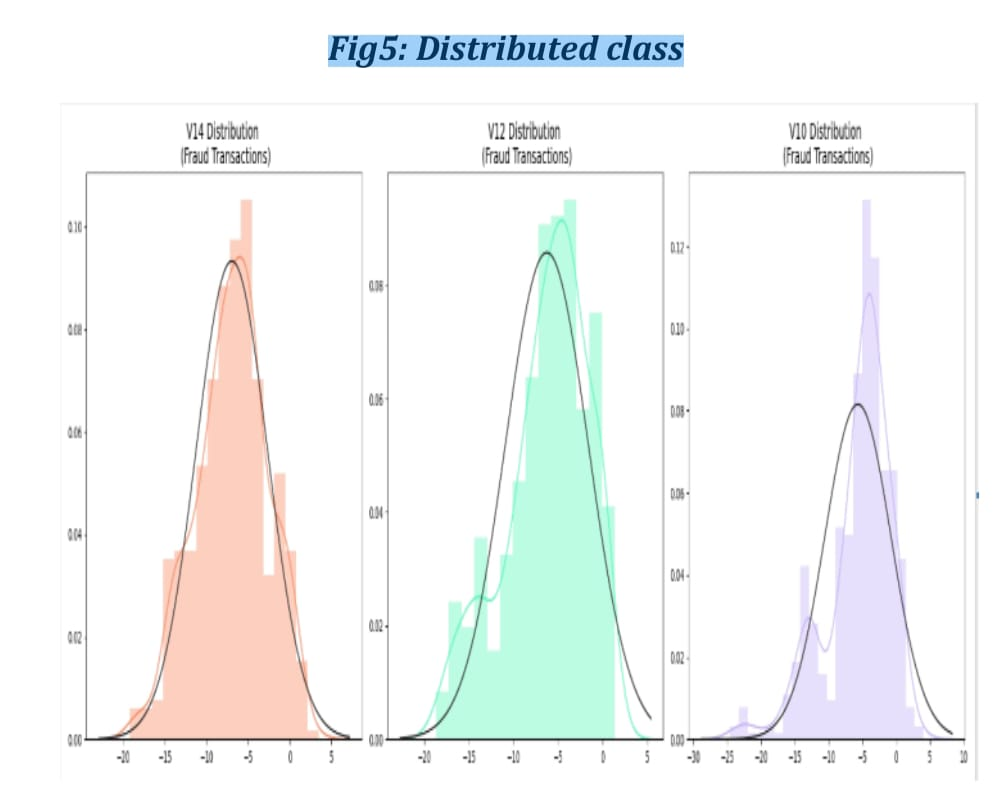 Fig5: Distributed class
V14 Distribution
(Fraud Transactions)
V12 Distribution
(Fraud Transactions)
V10 Distribution
(Fraud Transactions)
0.10
0.08
0.06
0.04
0.02
0.00
−20 −15 −10 −5 0 5
0.08
0.06
0.04
0.02
0.00
−20 −15 −10 −5 0 5
0.12
0.10
0.08
0.06
0.04
0.02
0.00
−30 −25 −20 −15 −10 −5 0 5 10